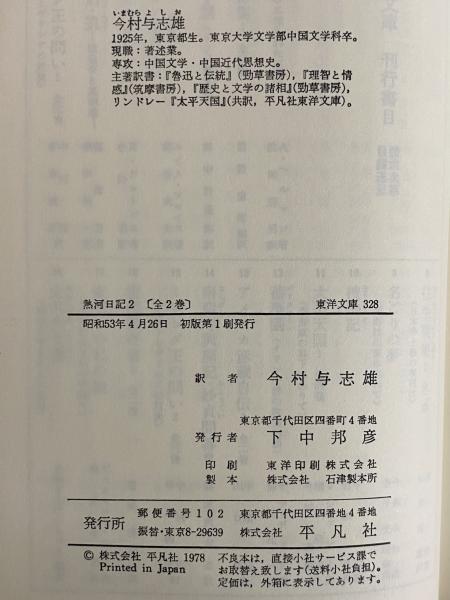 いまむら よ し お
今村与志雄
1925年，東京都生。東京大学文学部中国文学科卒。
現職：著述業。
専攻：中国文学・中国近代思想史。
主著訳書：『魯迅と伝統』(勁草書房)，『理智と情
感』(筑摩書房)，『歴史と文学の諸相』(勁草書房)，
リンドレー『太平天国』(共訳，平凡社東洋文庫)。
熱河日記2 〔全2巻〕 東洋文庫 328
昭和53年4月26日 初版第1刷発行
訳者 今村与志雄
東京都千代田区四番町4番地
発行者 下中邦彦
印刷 東洋印刷株式会社
製本 株式会社 石津製本所
発行所 郵便番号102 東京都千代田区四番町4番地
振替・東京8-29639 株式会社 平凡社
© 株式会社 平凡社 1978 不良本は，直接小社サービス課で
Printed in Japan お取替え致します(送料小社負担)。
定価は，外箱に表示してあります。